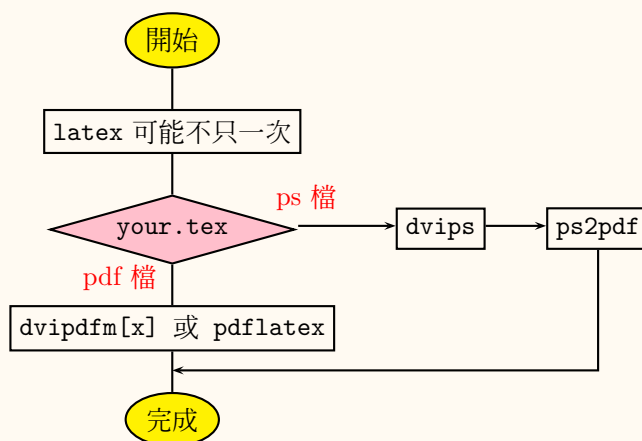 開始
latex 可能不只一次
ps 檔
your.tex
dvips
ps2pdf
pdf 檔
dvipdfm[x] 或 pdflatex
完成